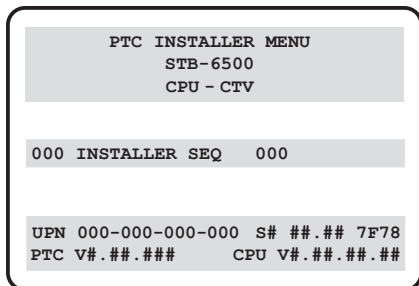 PTC INSTALLER MENU
STB-6500
CPU - CTV
000 INSTALLER SEQ 000
UPN 000-000-000-000 S# ##.## 7F78
PTC V#.##.### CPU V#.##.##.##